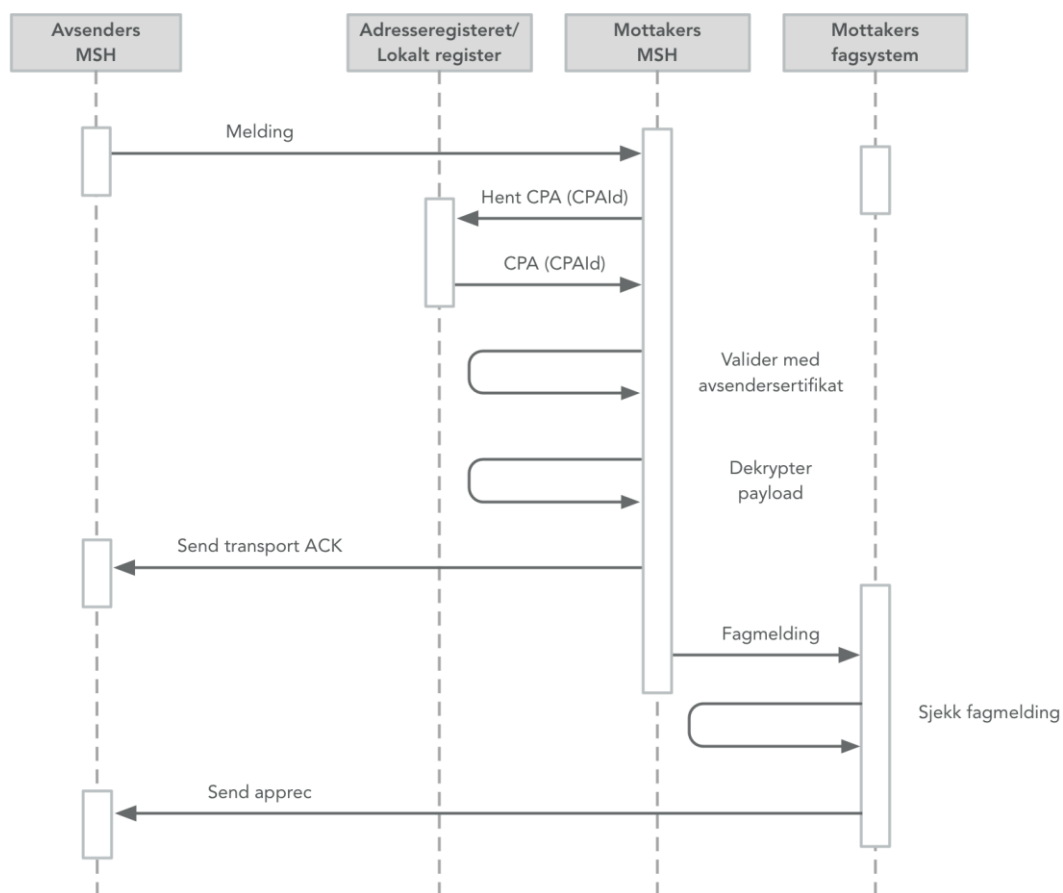 Avsenders
MSH
Adresseregisteret/
Lokalt register
Mottakers
MSH
Mottakers
fagsystem
Melding
Hent CPA (CPAId)
CPA (CPAId)
Valider med
avsendersertifikat
Dekrypter
payload
Send transport ACK
Fagmelding
Sjekk fagmelding
Send apprec